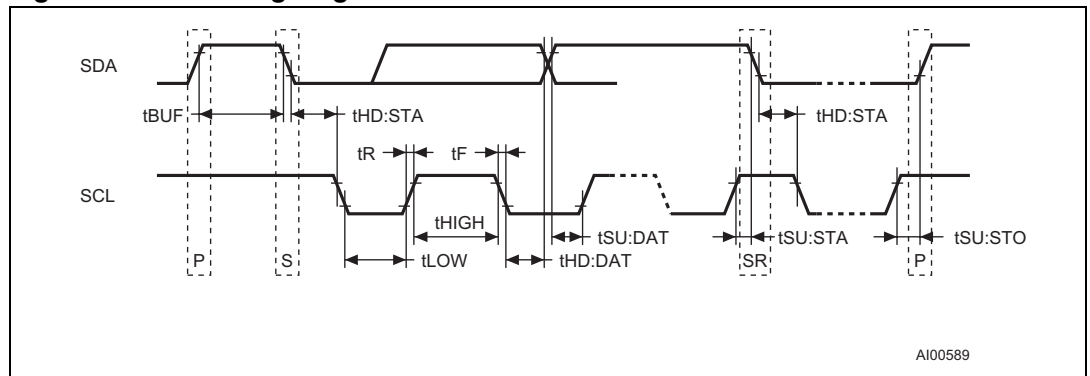 SDA
tBUF
tHD:STA
tHD:STA
tR
tF
SCL
tHIGH
tSU:DAT
tSU:STA
tSU:STO
P
S
tLOW
tHD:DAT
SR
P
AI00589